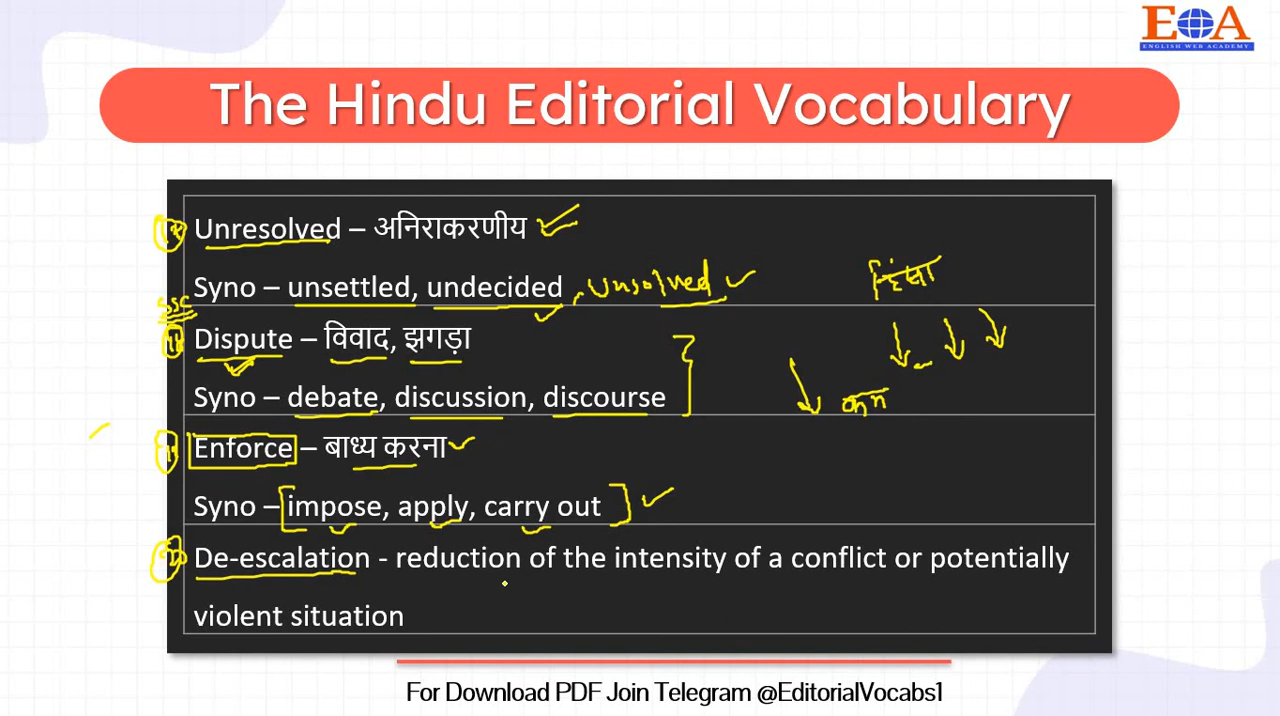 EOA
ENGLISH WEB ACADEMY
The Hindu Editorial Vocabulary
Unresolved – अनिराकरणीय
Syno – unsettled, undecided, unsolved
SSC
Dispute – विवाद, झगड़ा
Syno – debate, discussion, discourse
कम
Enforce – बाध्य करना
Syno – [impose, apply, carry out]
De-escalation - reduction of the intensity of a conflict or potentially
violent situation
For Download PDF Join Telegram @EditorialVocabs1